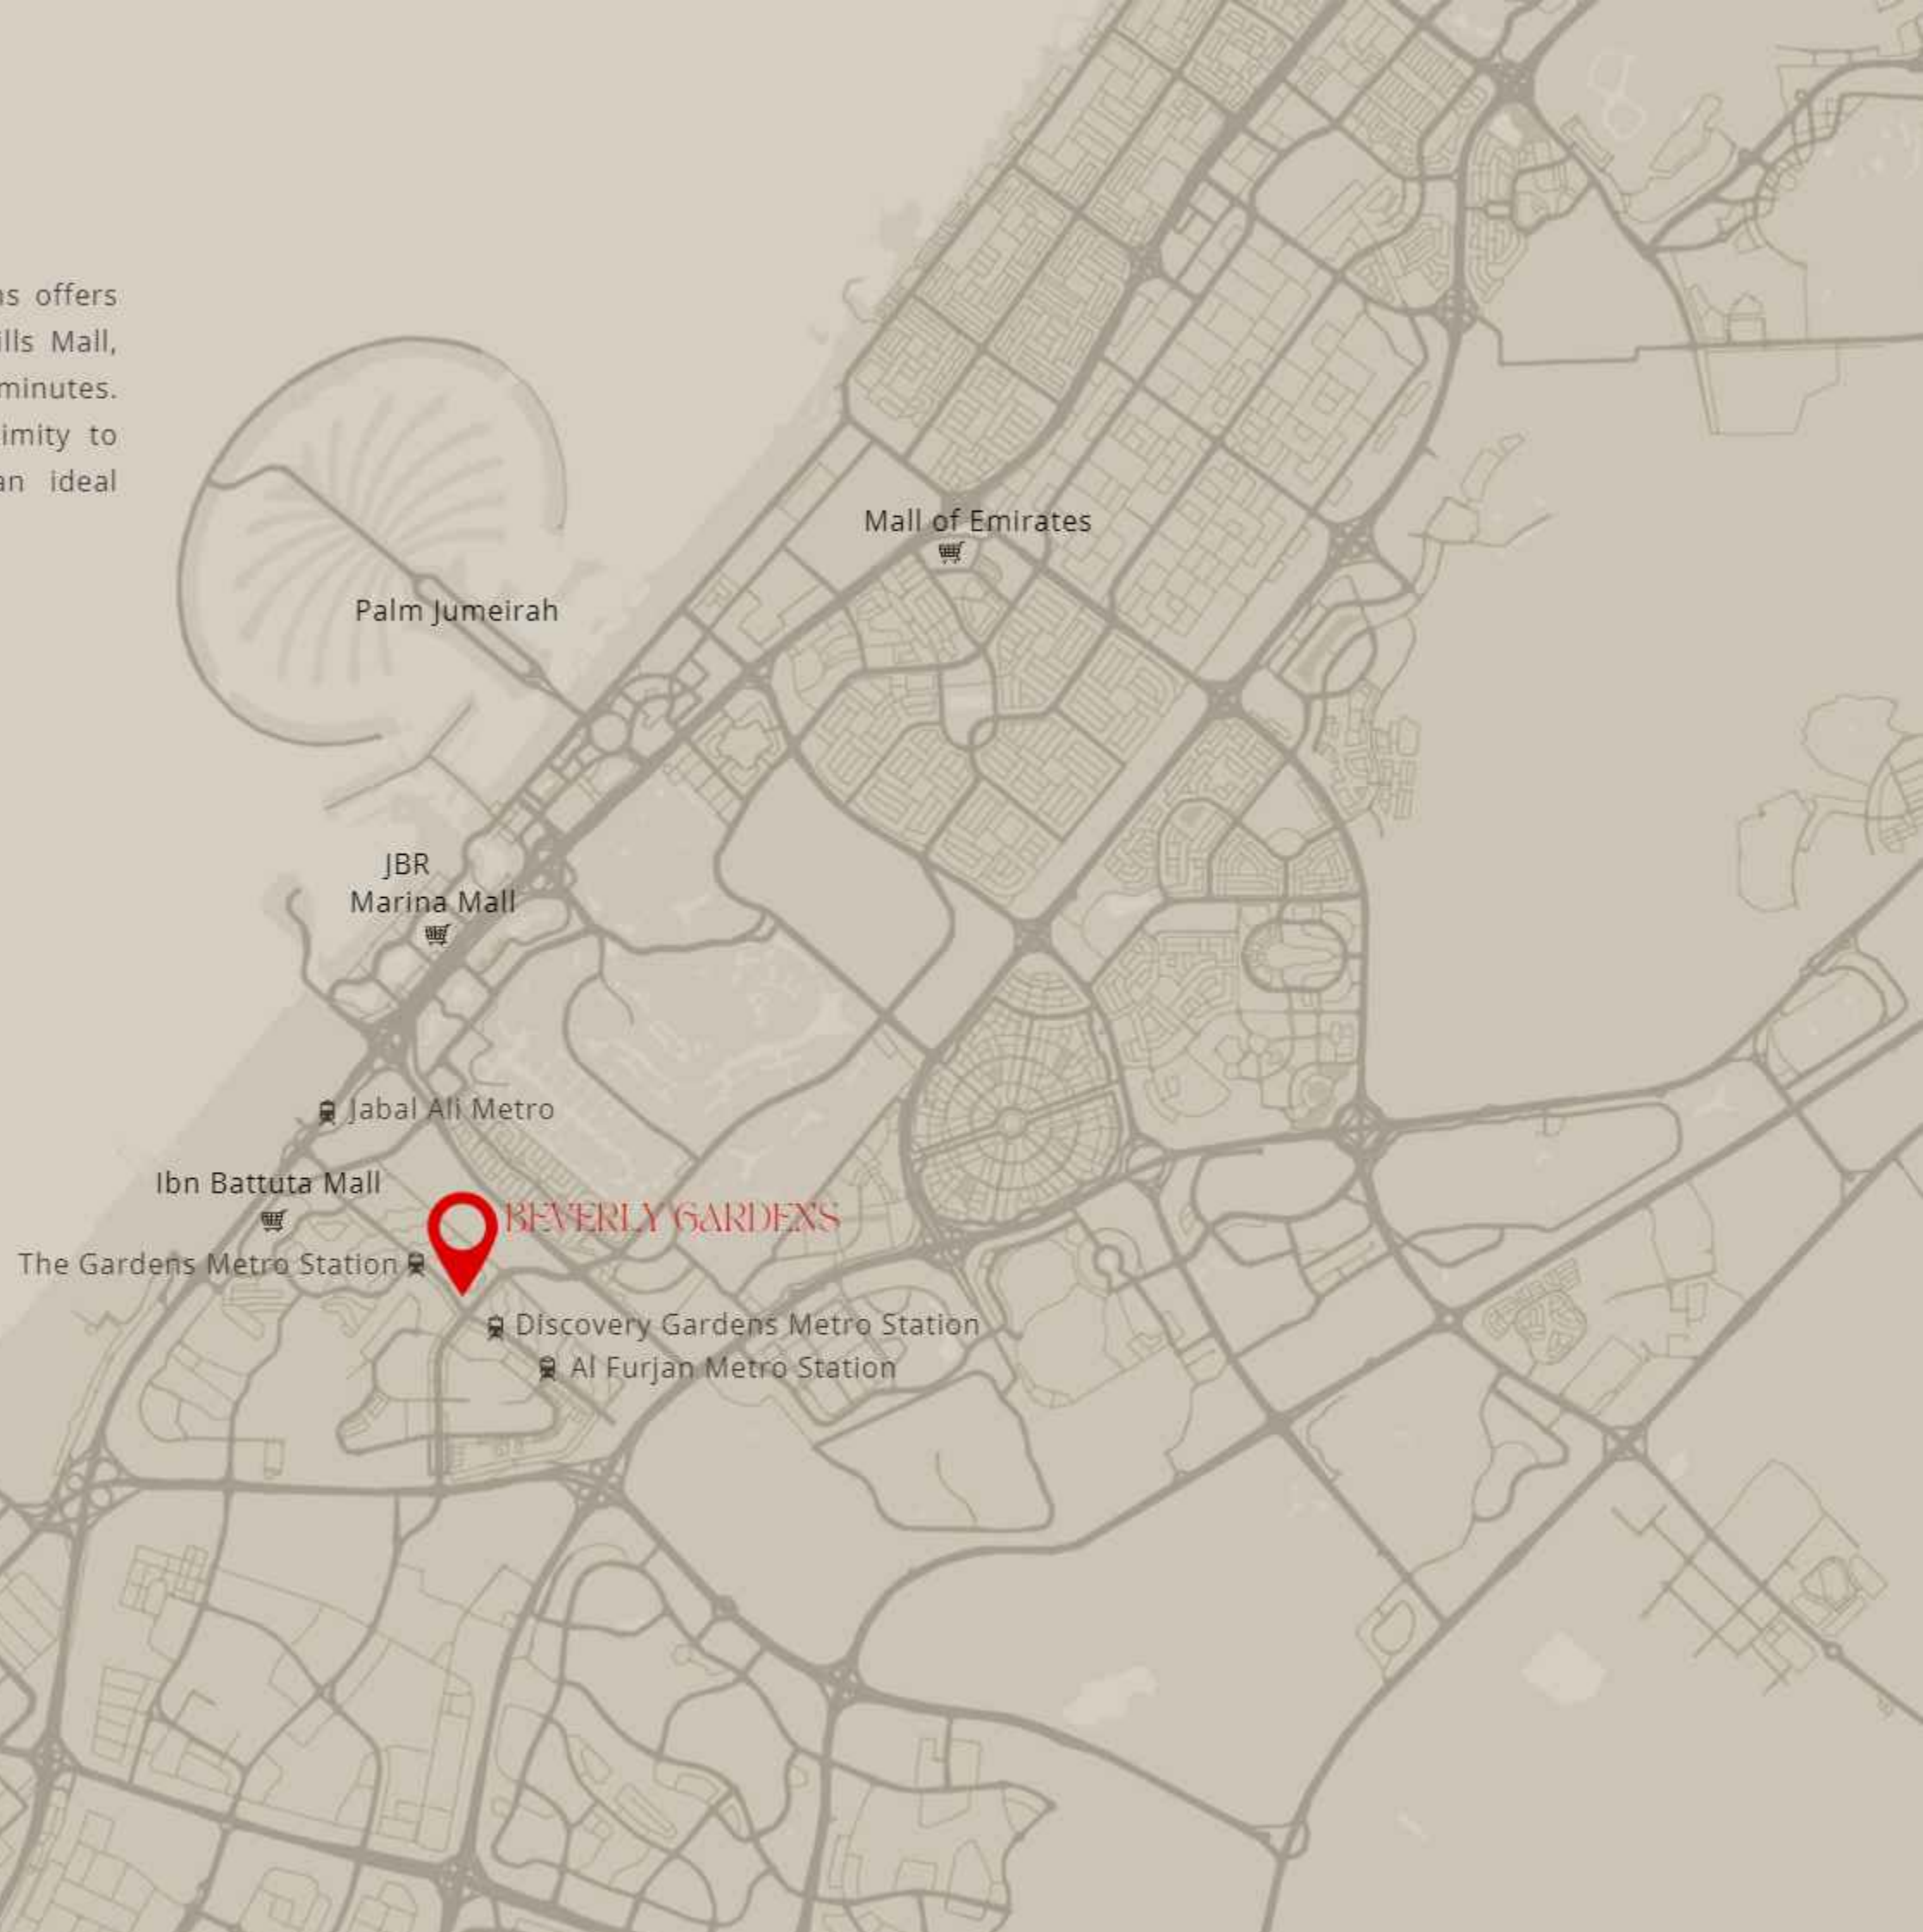 ns offers
ills Mall,
minutes.
imity to
an ideal
Mall of Emirates
Palm Jumeirah
JBR
Marina Mall
Jabal Ali Metro
Ibn Battuta Mall
BEVERLY GARDENS
The Gardens Metro Station
Discovery Gardens Metro Station
Al Furjan Metro Station